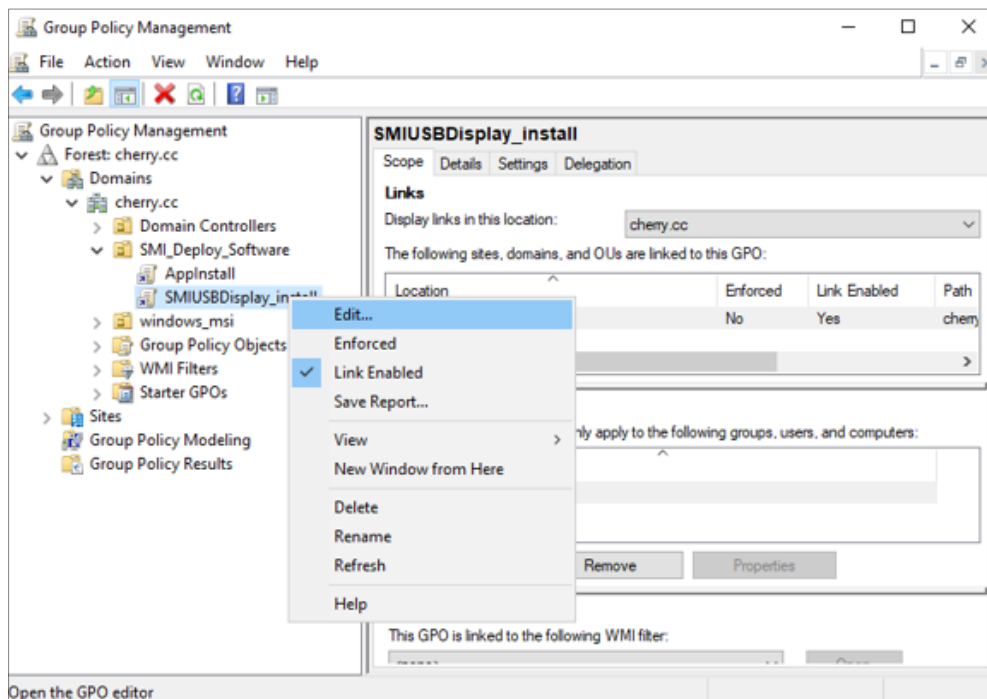 Group Policy Management
File Action View Window Help
Group Policy Management
Forest: cherry.cc
Domains
cherry.cc
Domain Controllers
SMI_Deploy_Software
AppInstall
SMIUSBDisplay_install
windows_msi
Group Policy Objects
WMI Filters
Starter GPOs
Sites
Group Policy Modeling
Group Policy Results
Edit...
Enforced
Link Enabled
Save Report...
View
New Window from Here
Delete
Rename
Refresh
Help
SMIUSBDisplay_install
Scope Details Settings Delegation
Links
Display links in this location: cherry.cc
The following sites, domains, and OUs are linked to this GPO:
Location Enforced Link Enabled Path
No Yes cherry
apply to the following groups, users, and computers:
Remove Properties
This GPO is linked to the following WMI filter:
Open the GPO editor